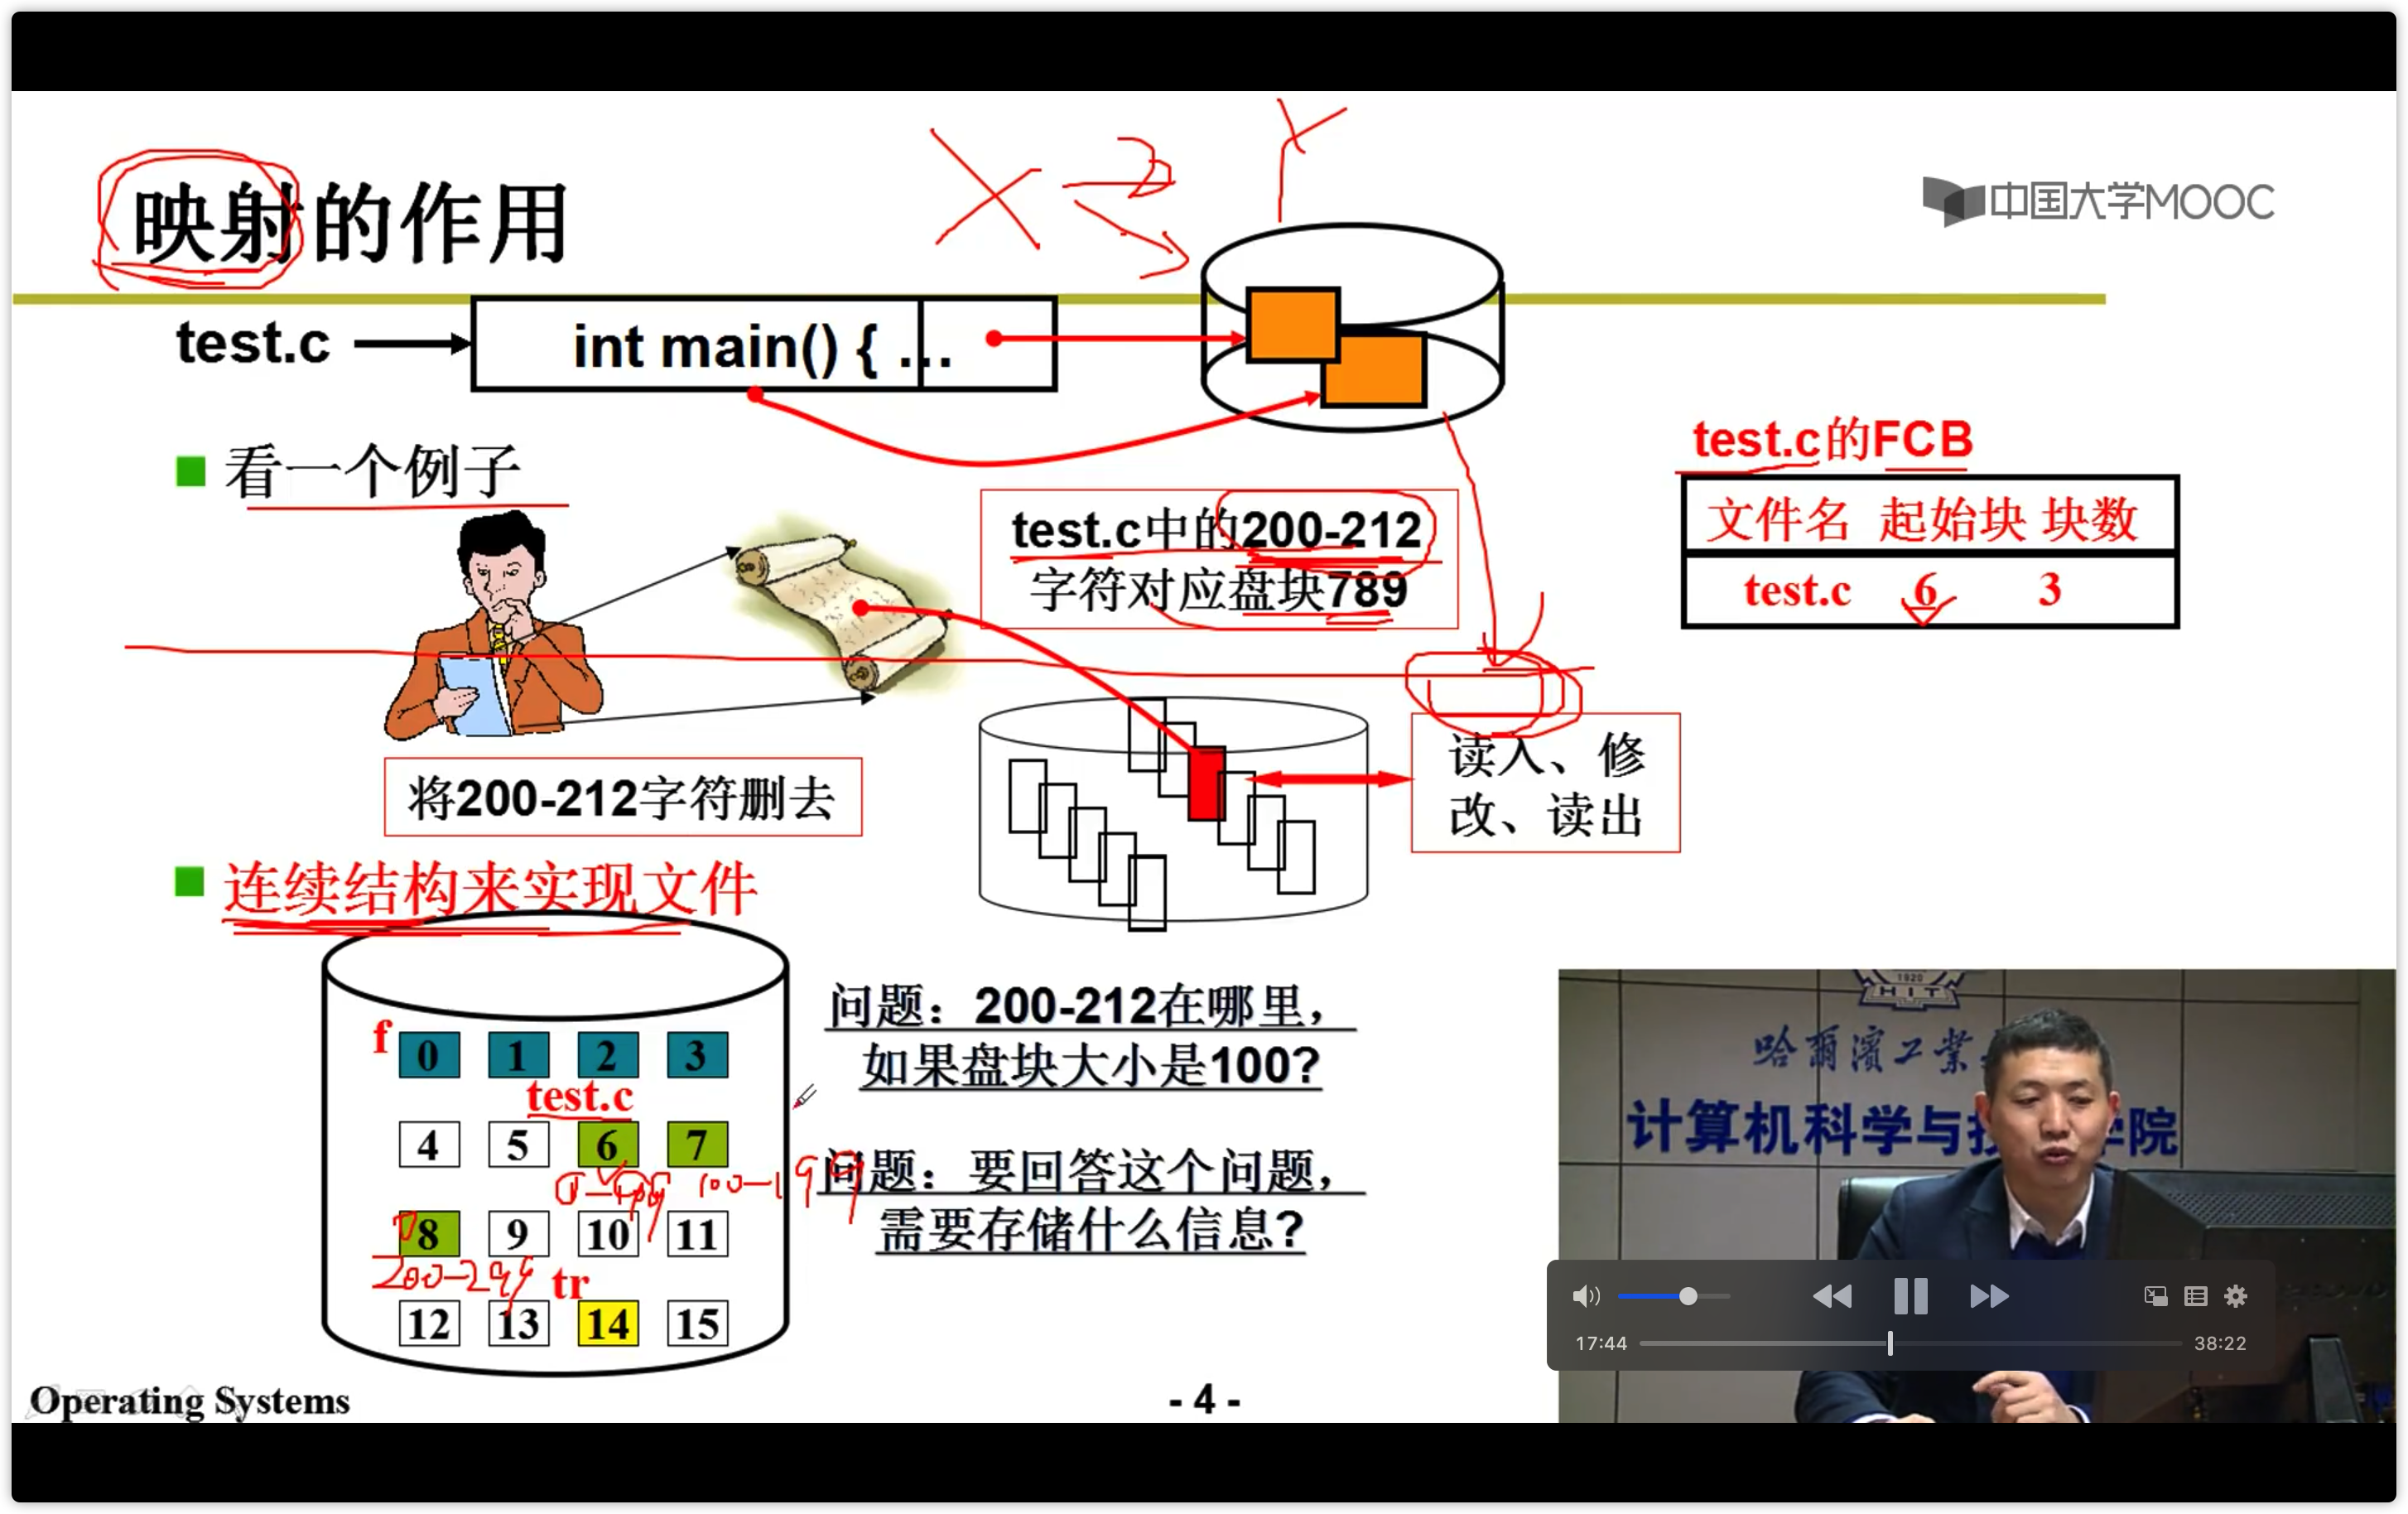 X → Y
映射的作用
中国大学MOOC
test.c
int main() { ...
看一个例子
test.c的FCB
文件名 起始块 块数
test.c 6 3
test.c中的200-212
字符对应盘块789
将200-212字符删去
读入、修
改、读出
连续结构来实现文件
f
0 1 2 3
test.c
4 5 6 7
100-199
8 9 10 11
200-299
tr
12 13 14 15
问题：200-212在哪里，
如果盘块大小是100?
问题：要回答这个问题，
需要存储什么信息?
1920
HIT
哈爾濱工業
计算机科学与技 学院
17:44
38:22
Operating Systems
- 4 -